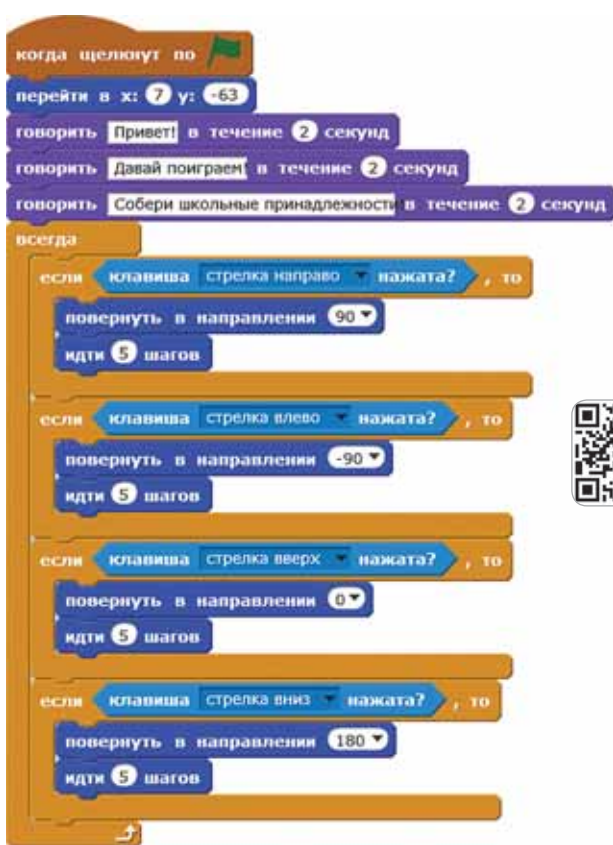 когда щелкнут по
перейти в x: 7 y: -63
говорить Привет! в течение 2 секунд
говорить Давай поиграем! в течение 2 секунд
говорить Собери школьные принадлежности в течение 2 секунд
всегда
если клавиша стрелка направо нажата? , то
повернуть в направлении 90
идти 5 шагов
если клавиша стрелка влево нажата? , то
повернуть в направлении -90
идти 5 шагов
если клавиша стрелка вверх нажата? , то
повернуть в направлении 0
идти 5 шагов
если клавиша стрелка вниз нажата? , то
повернуть в направлении 180
идти 5 шагов